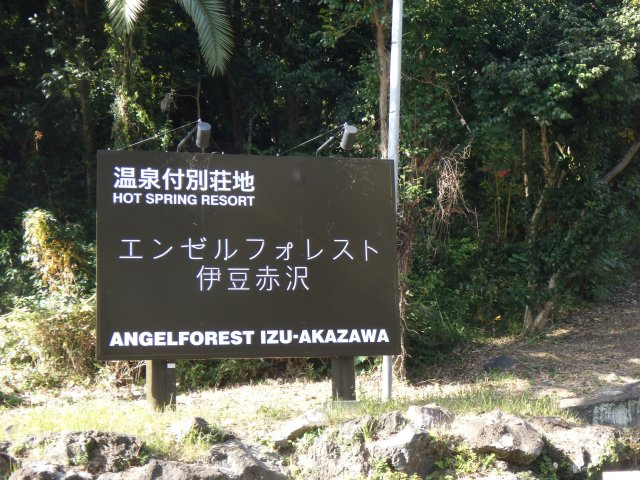 温泉付別荘地
HOT SPRING RESORT
エンゼルフォレスト
伊豆赤沢
ANGELFOREST IZU-AKAZAWA